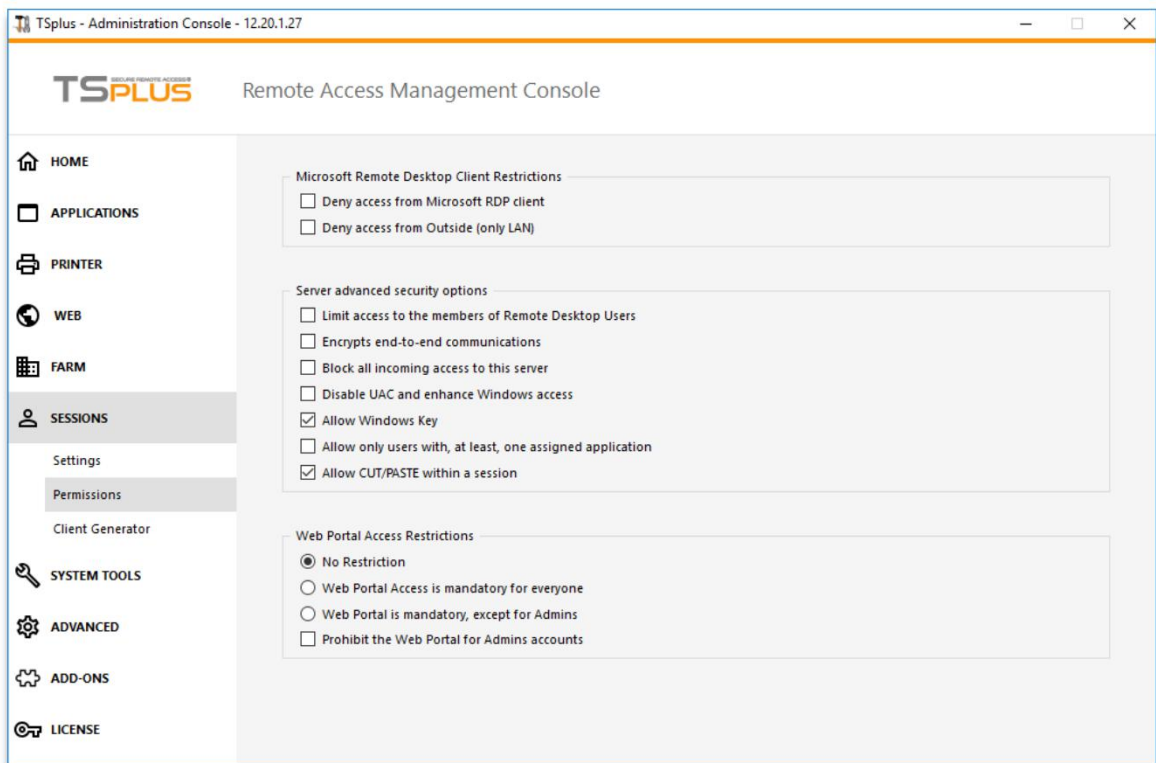 TSplus - Administration Console - 12.20.1.27
SECURE REMOTE ACCESS
TSPLUS
Remote Access Management Console
HOME
APPLICATIONS
PRINTER
WEB
FARM
SESSIONS
Settings
Permissions
Client Generator
SYSTEM TOOLS
ADVANCED
ADD-ONS
LICENSE
Microsoft Remote Desktop Client Restrictions
Deny access from Microsoft RDP client
Deny access from Outside (only LAN)
Server advanced security options
Limit access to the members of Remote Desktop Users
Encrypts end-to-end communications
Block all incoming access to this server
Disable UAC and enhance Windows access
Allow Windows Key
Allow only users with, at least, one assigned application
Allow CUT/PASTE within a session
Web Portal Access Restrictions
No Restriction
Web Portal Access is mandatory for everyone
Web Portal is mandatory, except for Admins
Prohibit the Web Portal for Admins accounts